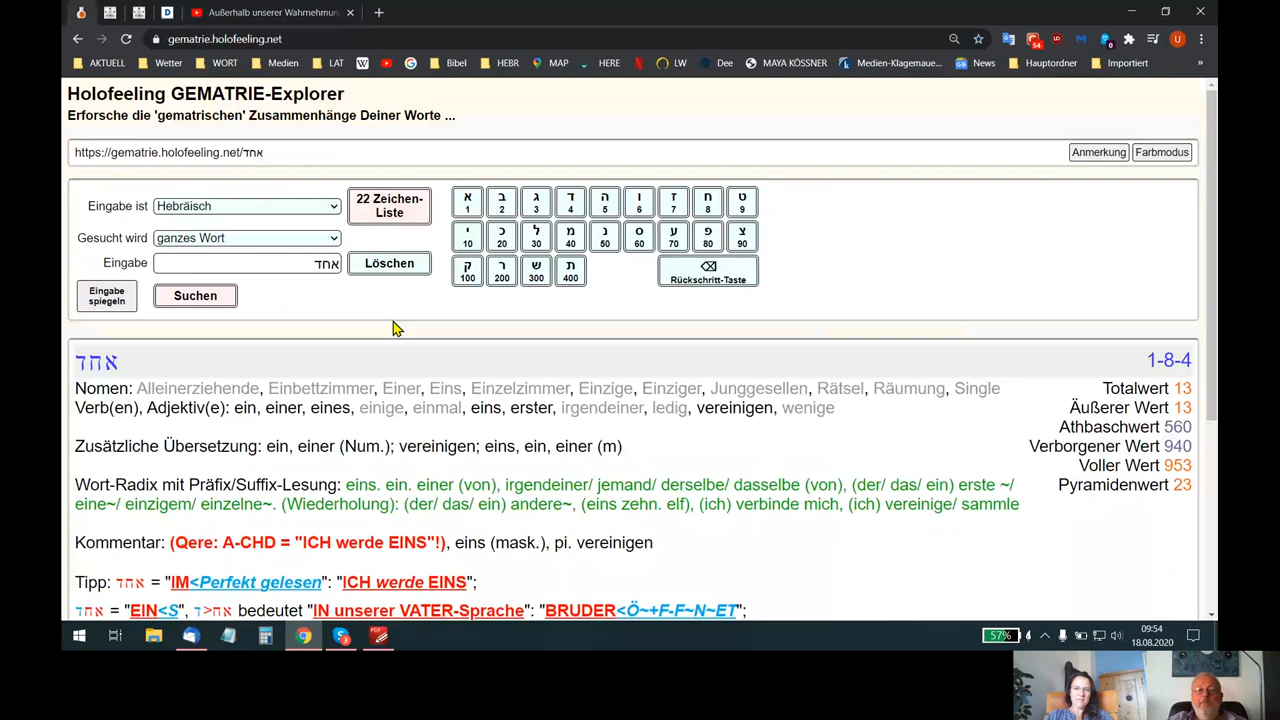 Außerhalb unserer Wahrnehmun
gematrie.holofeeling.net
54
0
U
AKTUELL Wetter WORT Medien LAT Bibel HEBR MAP HERE LW Dee MAYA KÖSSNER Medien-Klagemaue... News Hauptordner Importiert »
Holofeeling GEMATRIE-Explorer
Erforsche die 'gematrischen' Zusammenhänge Deiner Worte ...
https://gematrie.holofeeling.net/אחד Anmerkung Farbmodus
Eingabe ist Hebräisch 22 Zeichen-Liste
Gesucht wird ganzes Wort
Eingabe אחד Löschen
Eingabe spiegeln Suchen
א ב ג ד ה ו ז ח ט
1 2 3 4 5 6 7 8 9
י כ ל מ נ ס ע פ צ
10 20 30 40 50 60 70 80 90
ק ר ש ת
100 200 300 400 Rückschritt-Taste
אחד 1-8-4
Nomen: Alleinerziehende, Einbettzimmer, Einer, Eins, Einzelzimmer, Einzige, Einziger, Junggesellen, Rätsel, Räumung, Single
Verb(en), Adjektiv(e): ein, einer, eines, einige, einmal, eins, erster, irgendeiner, ledig, vereinigen, wenige
Zusätzliche Übersetzung: ein, einer (Num.); vereinigen; eins, ein, einer (m)
Wort-Radix mit Präfix/Suffix-Lesung: eins. ein. einer (von), irgendeiner/ jemand/ derselbe/ dasselbe (von), (der/ das/ ein) erste ~/
eine~/ einzigem/ einzelne~. (Wiederholung): (der/ das/ ein) andere~, (eins zehn. elf), (ich) verbinde mich, (ich) vereinige/ sammle
Kommentar: (Qere: A-CHD = "ICH werde EINS"!), eins (mask.), pi. vereinigen
Tipp: אחד = "IM<Perfekt gelesen": "ICH werde EINS";
אחד = "EIN<S", אח>ד bedeutet "IN unserer VATER-Sprache": "BRUDER<Ö~+F-F~N~ET";
Totalwert 13
Äußerer Wert 13
Athbaschwert 560
Verborgener Wert 940
Voller Wert 953
Pyramidenwert 23
57%
09:54
18.08.2020